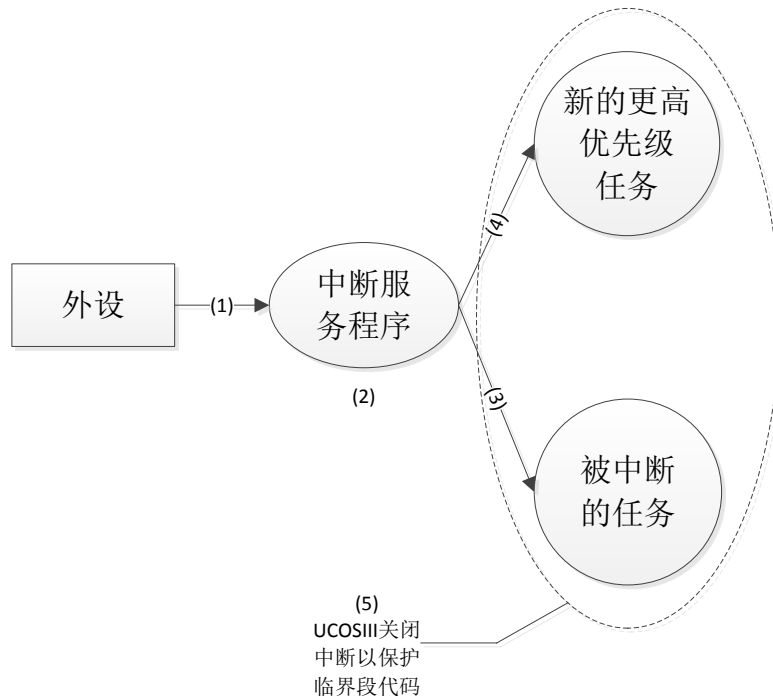 外设
(1)
中断服
务程序
(2)
(4)
新的更高
优先级
任务
(3)
被中断
的任务
(5)
UCOSIII关闭
中断以保护
临界段代码